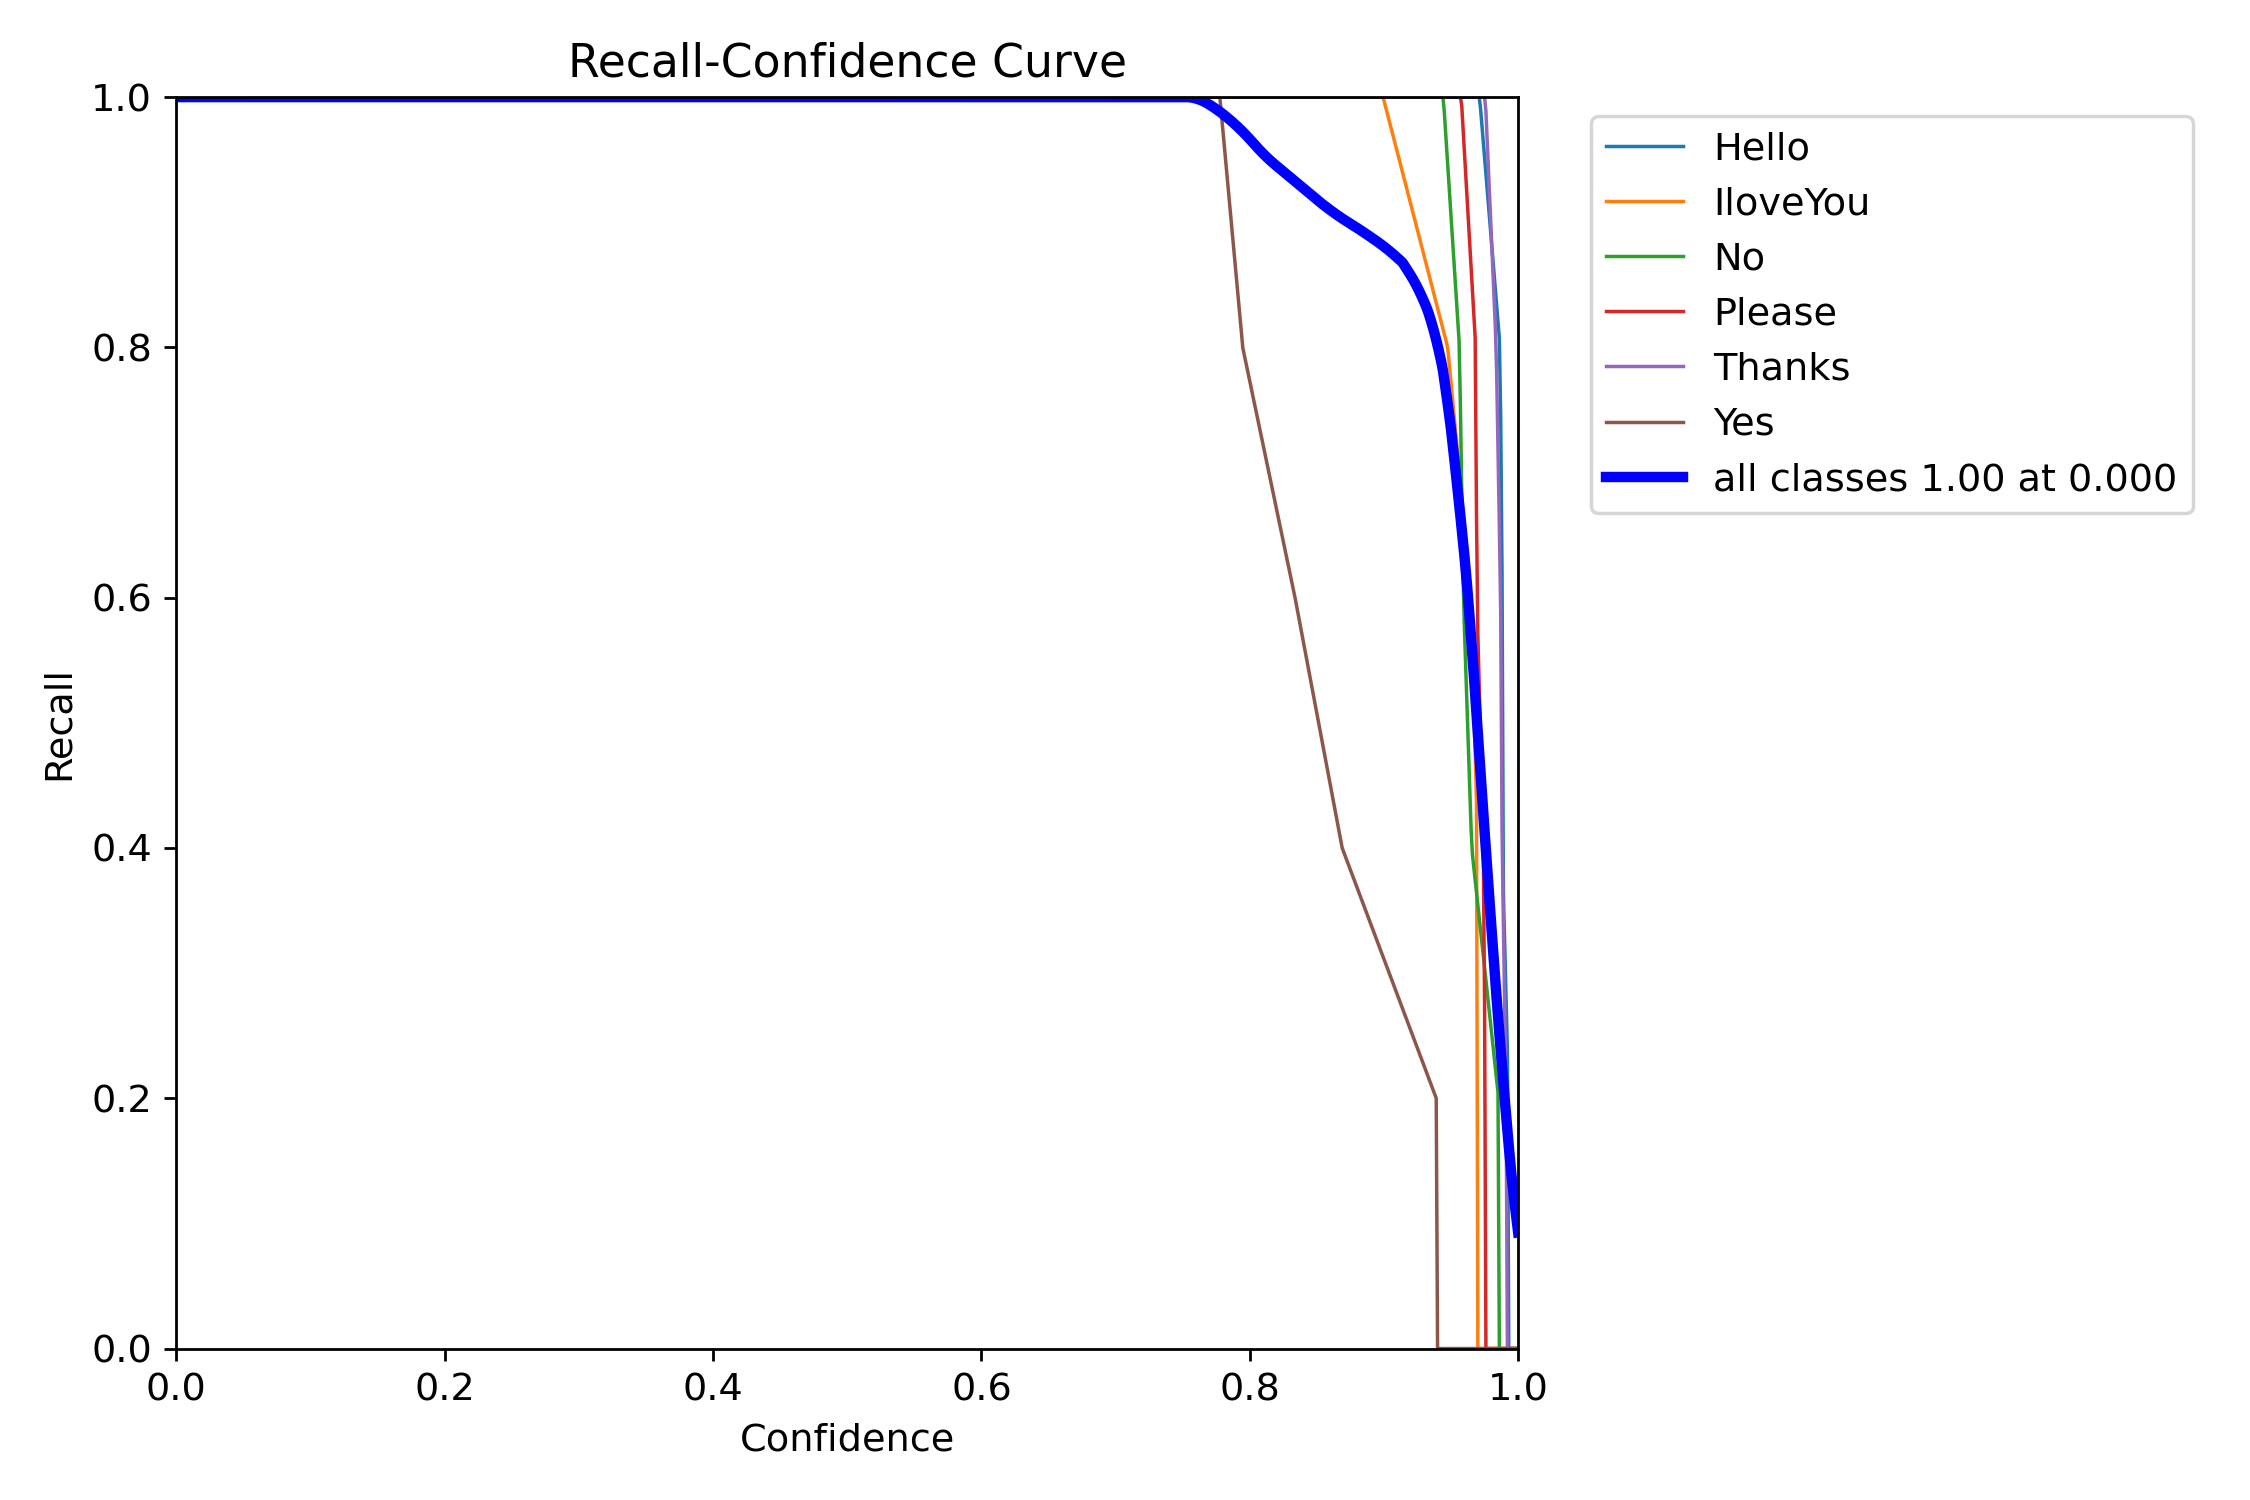 Recall-Confidence Curve
1.0
0.8
0.6
0.4
0.2
0.0
Recall
0.0 0.2 0.4 0.6 0.8 1.0
Confidence
Hello
IloveYou
No
Please
Thanks
Yes
all classes 1.00 at 0.000